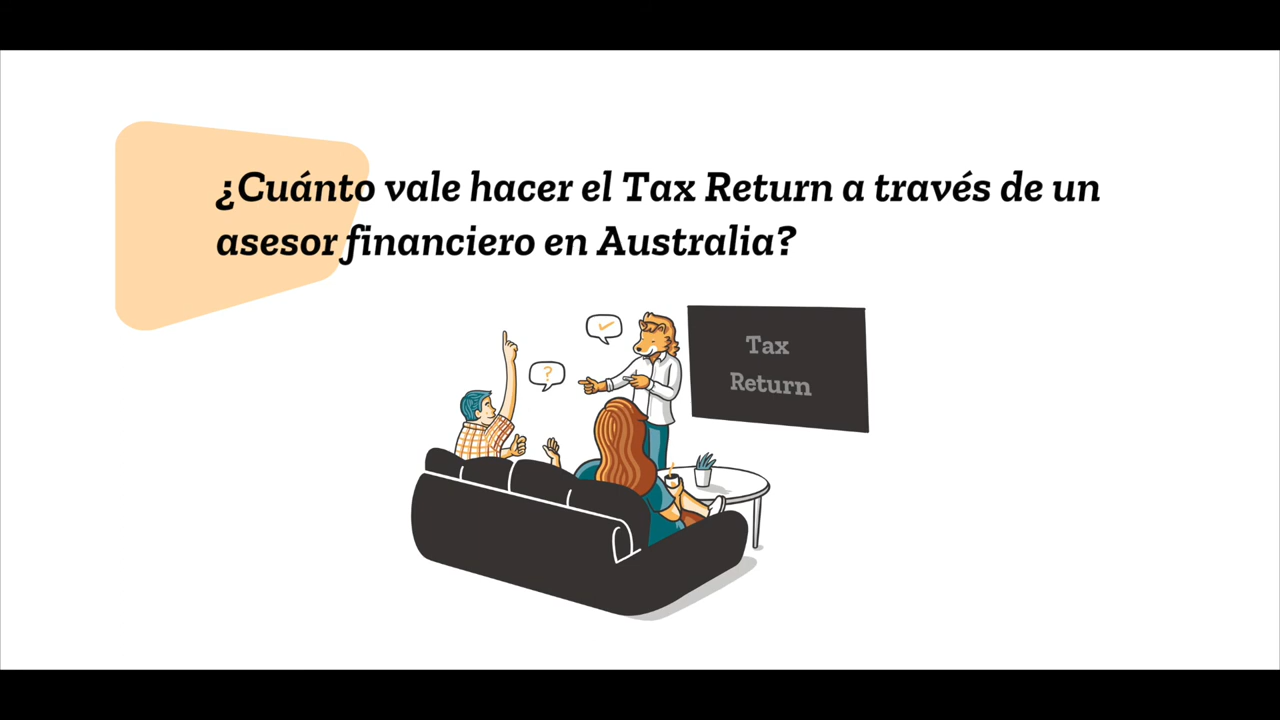 ¿Cuánto vale hacer el Tax Return a través de un
asesor financiero en Australia?
?
Tax
Return